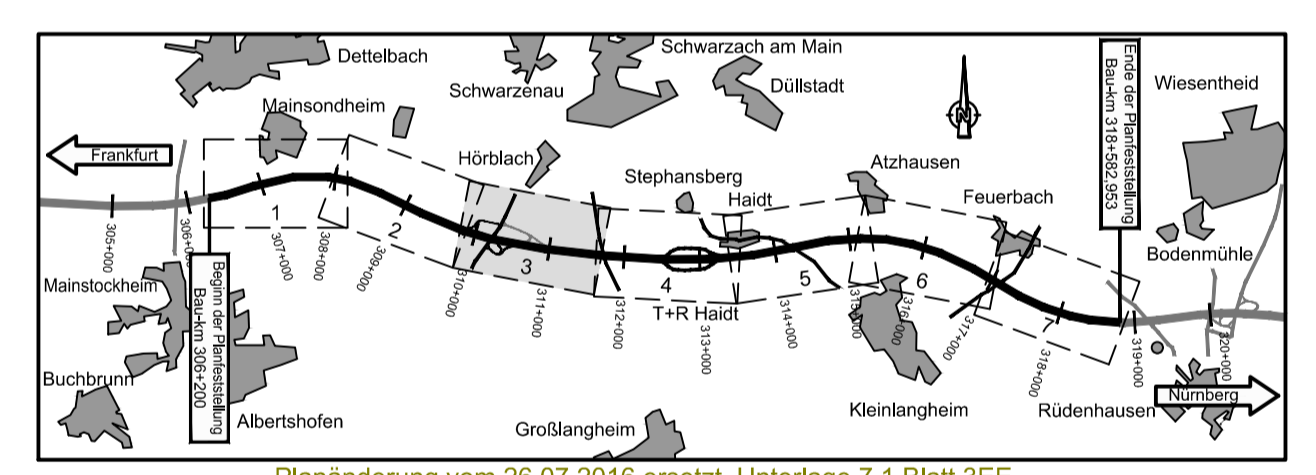 Dettelbach
Schwarzach am Main
Schwarzenau
Düllstadt
Wiesentheid
Mainsondheim
Frankfurt
Hörblach
Stephansberg
Haidt
Atzhausen
Feuerbach
N
Ende der Planfeststellung
Bau-km 318+582,953
Bodenmühle
1
2
3
4
5
6
7
305+000
306+000
307+000
308+000
309+000
310+000
311+000
312+000
313+000
314+000
315+000
316+000
317+000
318+000
319+000
320+000
T+R Haidt
Mainstockheim
Beginn der Planfeststellung
Bau-km 306+200
Buchbrunn
Albertshofen
Großlangheim
Kleinlangheim
Rüdenhausen
Nürnberg